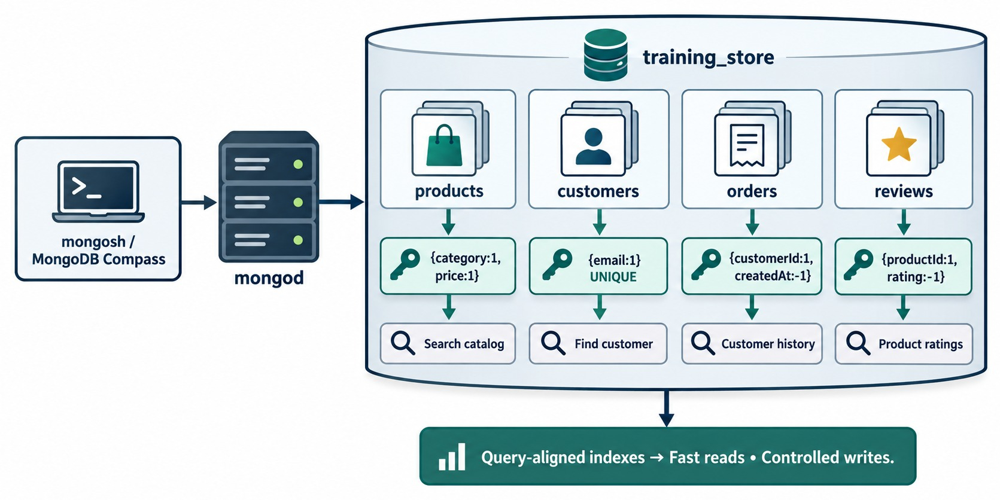 training_store
products
customers
orders
reviews
mongosh /
MongoDB Compass
mongod
{category:1,
price:1}
{email:1}
UNIQUE
{customerId:1,
createdAt:-1}
{productId:1,
rating:-1}
Search catalog
Find customer
Customer history
Product ratings
Query-aligned indexes → Fast reads • Controlled writes.